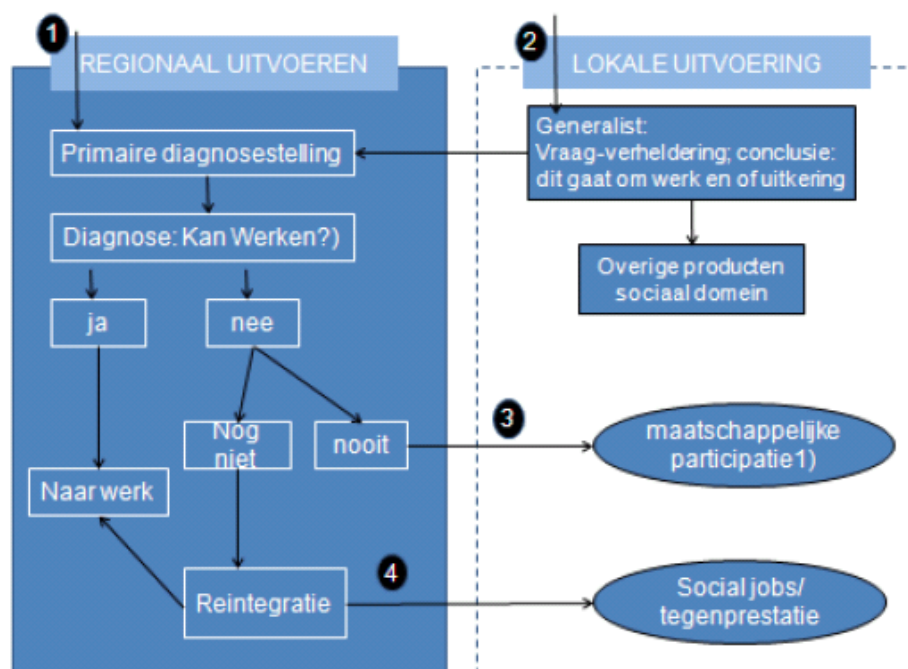 1
REGIONAAL UITVOEREN
Primaire diagnosestelling
Diagnose: Kan Werken?)
ja
nee
Nog
niet
nooit
Naar werk
Reintegratie
2
LOKALE UITVOERING
Generalist:
Vraag-verheldering; conclusie:
dit gaat om werk en of uitkering
Overige producten
sociaal domein
3
maatschappelijke
participatie1)
4
Social jobs/
tegenprestatie